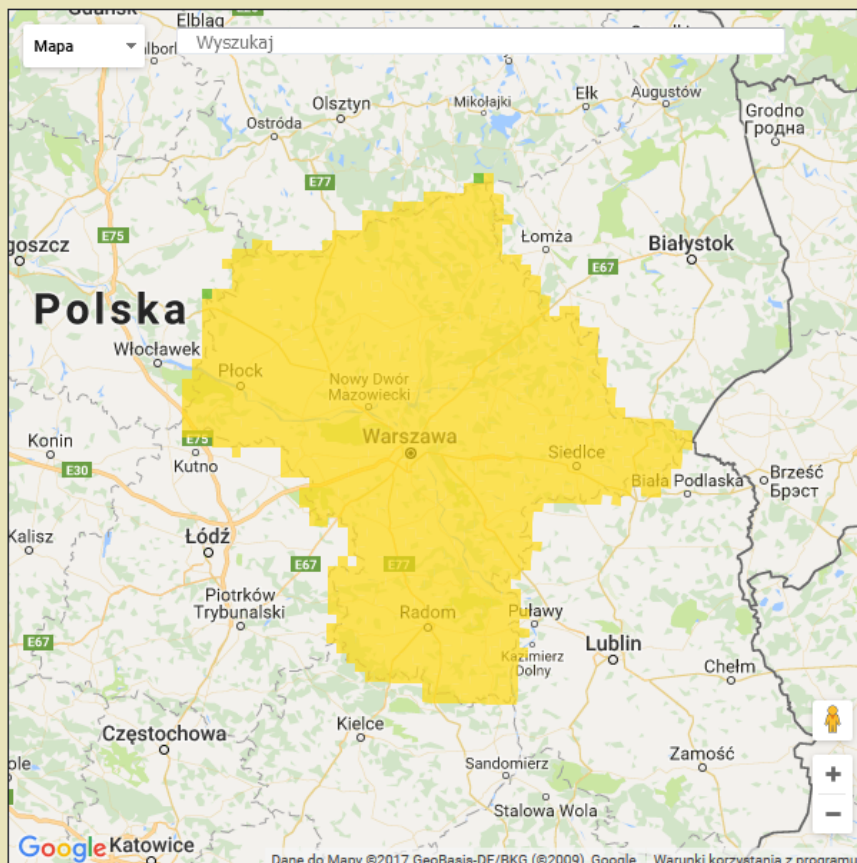 Gdańsk
Elbląg
Mapa
Wyszukaj
Olsztyn
Mikołajki
Ełk
Augustów
Ostróda
Grodno
Гродна
E77
E75
Łomża
Białystok
E67
Polska
Włocławek
Płock
Nowy Dwór
Mazowiecki
Warszawa
Konin
E75
Siedlce
E30
Kutno
Biała Podlaska
Brześć
Брэст
Kalisz
Łódź
E67
E77
Piotrków
Trybunalski
Radom
Puławy
E67
Lublin
Kazimierz
Dolny
Chełm
Kielce
Częstochowa
Zamość
Sandomierz
Stalowa Wola
Google
Katowice
Dane do Mapy ©2017 GeoBasis-DE/BKG (©2009), Google
Warunki korzystania z programu